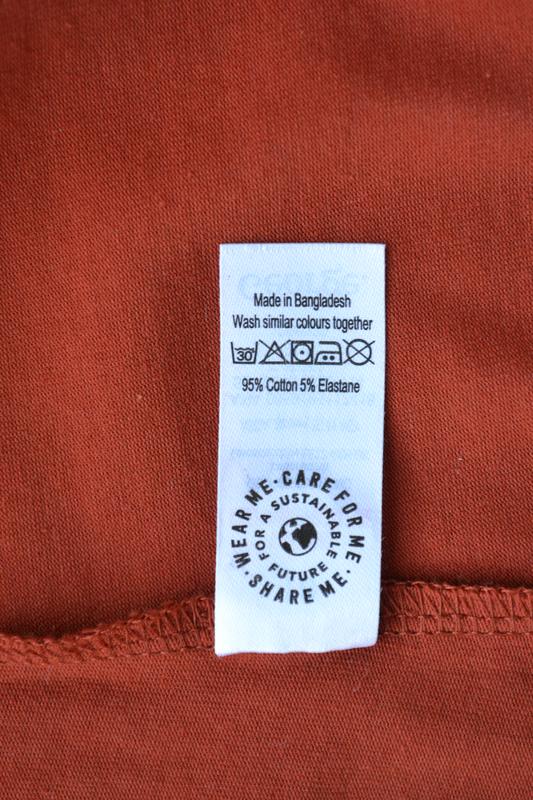 Made in Bangladesh
Wash similar colours together
30
95% Cotton 5% Elastane
WEAR ME · CARE FOR ME · SHARE ME ·
FOR A SUSTAINABLE FUTURE